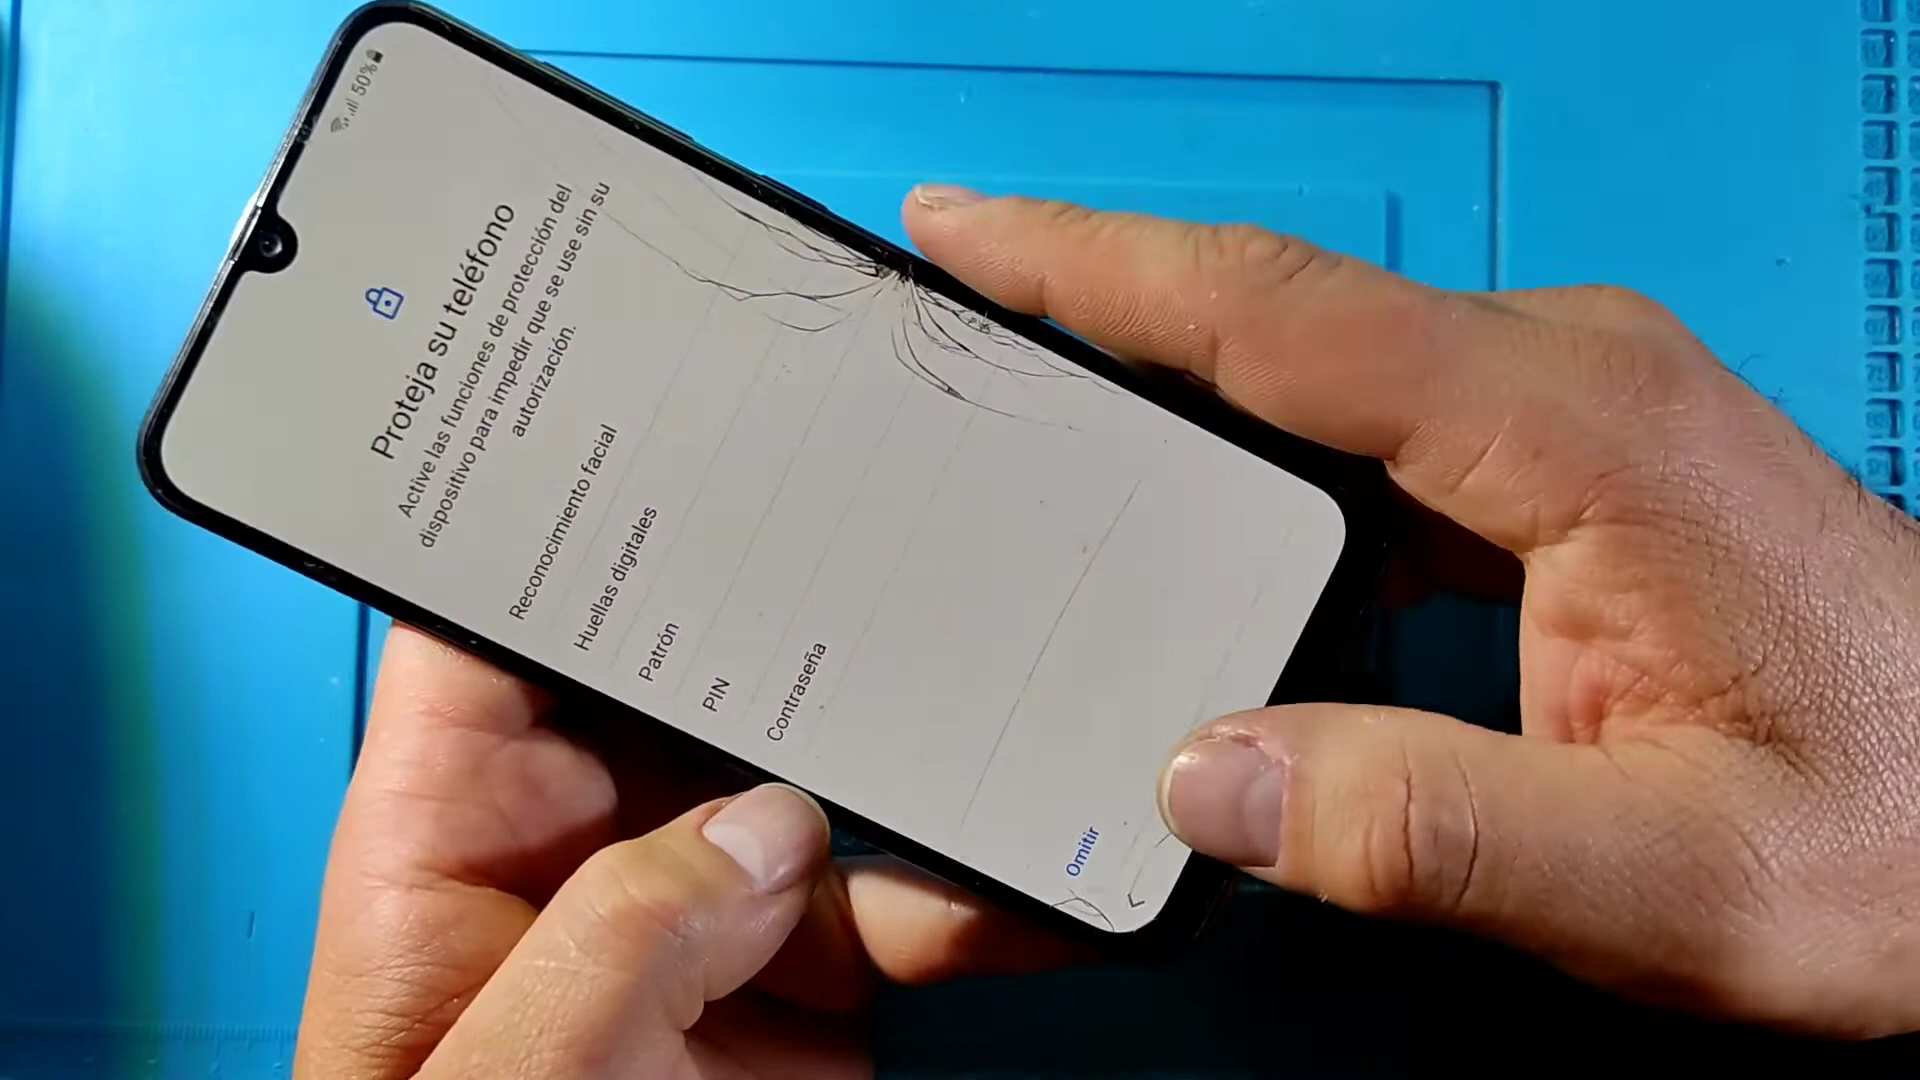 50%
Proteja su teléfono
Active las funciones de protección del
dispositivo para impedir que se use sin su
autorización.
Reconocimiento facial
Huellas digitales
Patrón
PIN
Contraseña
Omitir